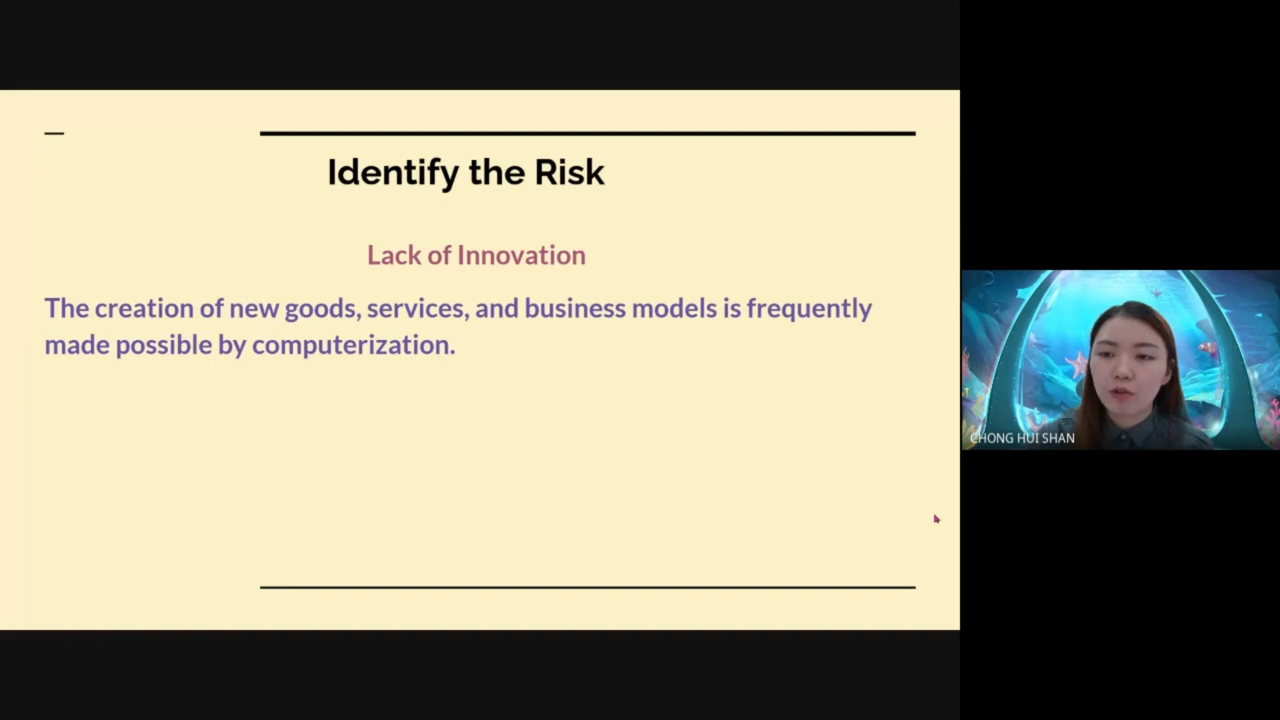 Identify the Risk
Lack of Innovation
The creation of new goods, services, and business models is frequently
made possible by computerization.
CHONG HUI SHAN